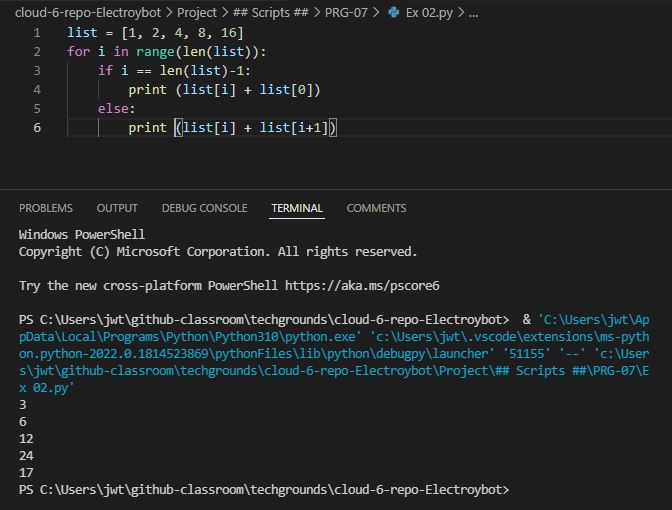 cloud-6-repo-Electroybot > Project > ## Scripts ## > PRG-07 > Ex 02.py > ...
1 list = [1, 2, 4, 8, 16]
2 for i in range(len(list)):
3 if i == len(list)-1:
4 print (list[i] + list[0])
5 else:
6 print (list[i] + list[i+1])
PROBLEMS OUTPUT DEBUG CONSOLE TERMINAL COMMENTS
Windows PowerShell
Copyright (C) Microsoft Corporation. All rights reserved.
Try the new cross-platform PowerShell https://aka.ms/pscore6
PS C:\Users\jwt\github-classroom\techgrounds\cloud-6-repo-Electroybot> & 'C:\Users\jwt\Ap
pData\Local\Programs\Python\Python310\python.exe' 'c:\Users\jwt\.vscode\extensions\ms-pyth
on.python-2022.0.1814523869\pythonFiles\lib\python\debugpy\launcher' '51155' '--' 'c:\User
s\jwt\github-classroom\techgrounds\cloud-6-repo-Electroybot\Project\## Scripts ##\PRG-07\E
x 02.py'
3
6
12
24
17
PS C:\Users\jwt\github-classroom\techgrounds\cloud-6-repo-Electroybot>